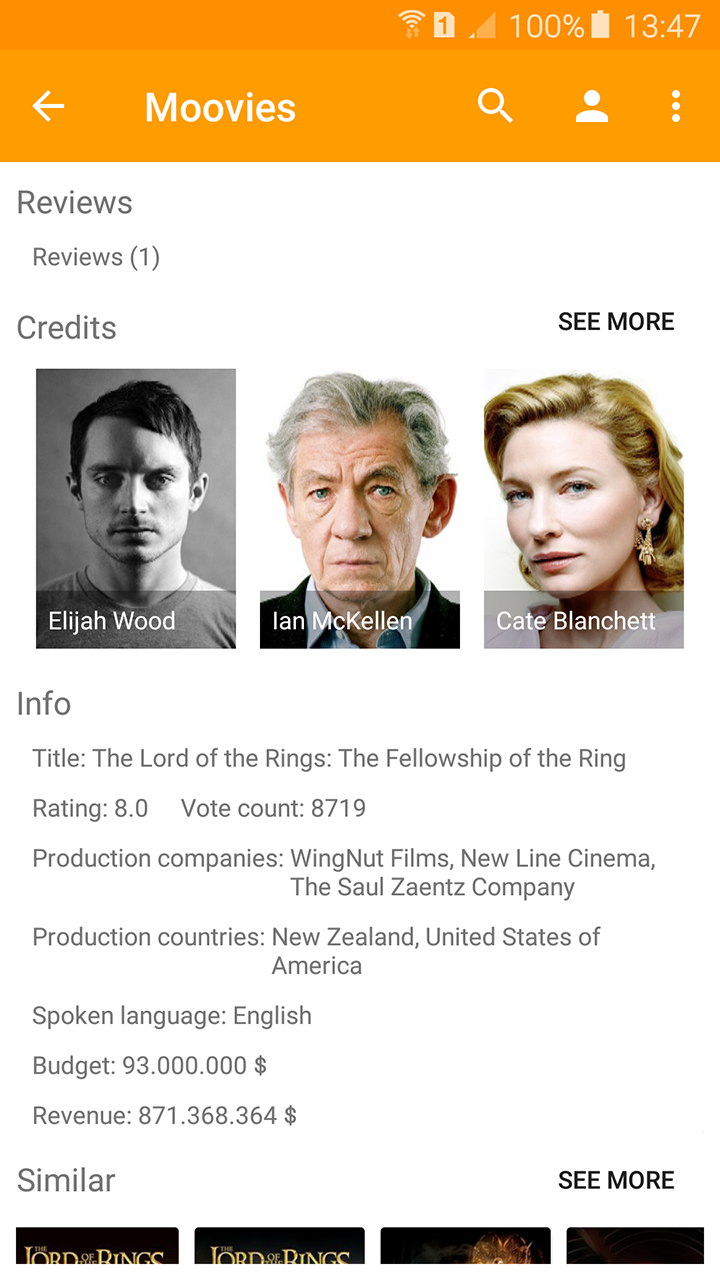 1 100% 13:47
Moovies
Reviews
Reviews (1)
Credits SEE MORE
Elijah Wood Ian McKellen Cate Blanchett
Info
Title: The Lord of the Rings: The Fellowship of the Ring
Rating: 8.0 Vote count: 8719
Production companies: WingNut Films, New Line Cinema,
The Saul Zaentz Company
Production countries: New Zealand, United States of
America
Spoken language: English
Budget: 93.000.000 $
Revenue: 871.368.364 $
Similar SEE MORE
THE LORD OF THE RINGS THE LORD OF THE RINGS